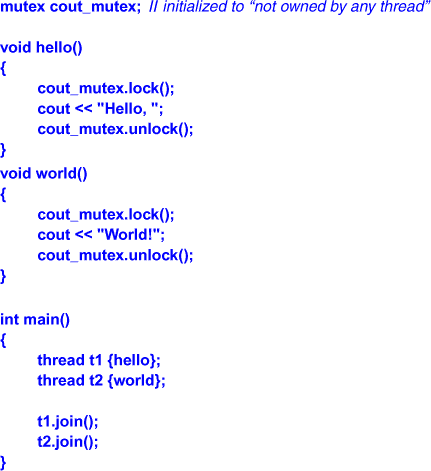 mutex cout_mutex; // initialized to “not owned by any thread”
void hello()
{
cout_mutex.lock();
cout << "Hello, ";
cout_mutex.unlock();
}
void world()
{
cout_mutex.lock();
cout << "World!";
cout_mutex.unlock();
}
int main()
{
thread t1 {hello};
thread t2 {world};
t1.join();
t2.join();
}